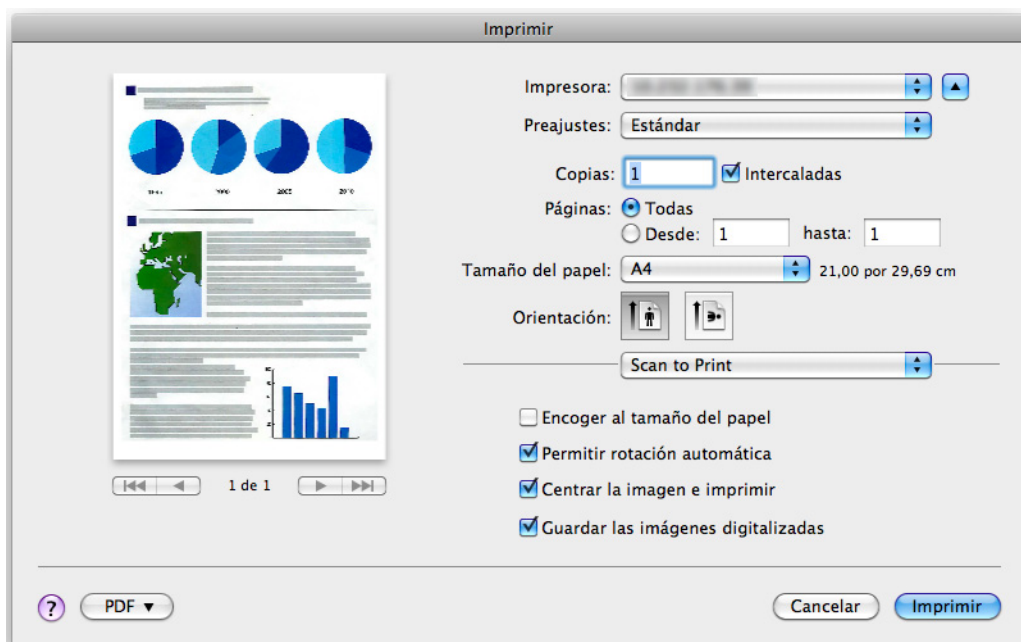 Imprimir
Impresora:
Preajustes: Estándar
Copias: 1 Intercaladas
Páginas: Todas
Desde: 1 hasta: 1
Tamaño del papel: A4 21,00 por 29,69 cm
Orientación:
Scan to Print
Encoger al tamaño del papel
Permitir rotación automática
Centrar la imagen e imprimir
Guardar las imágenes digitalizadas
2005 2010
1 de 1
? PDF Cancelar Imprimir